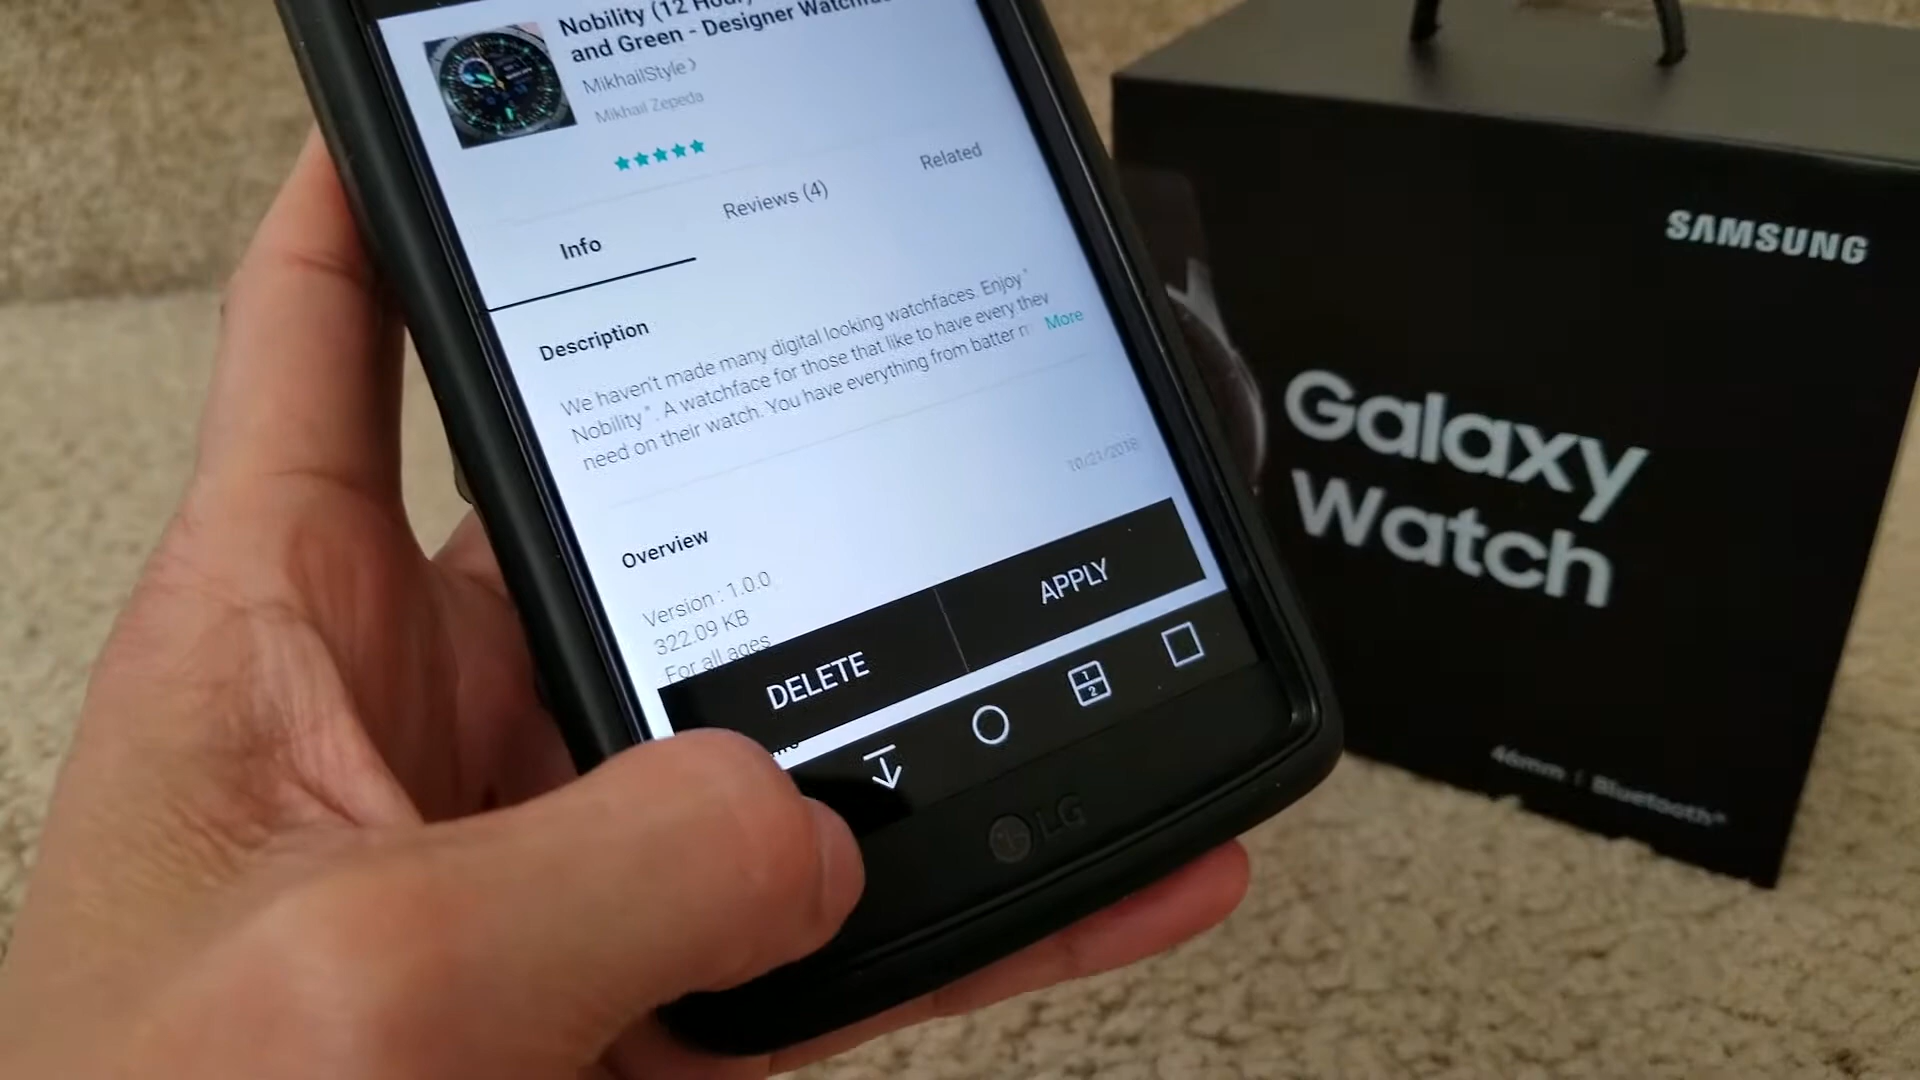 Nobility (12 Hour)
and Green - Designer
MikhailStyle
Mikhail Zepeda
Info
Reviews (4)
Related
Description
We haven't made many digital looking watchfaces. Enjoy "
Nobility ". A watchface for those that like to have every they
need on their watch. You have everything from batter
More
10/21/2018
Overview
Version : 1.0.0
322.09 KB
For all ages
DELETE
APPLY
1
2
LG
SAMSUNG
Galaxy
Watch
46mm | Bluetooth®